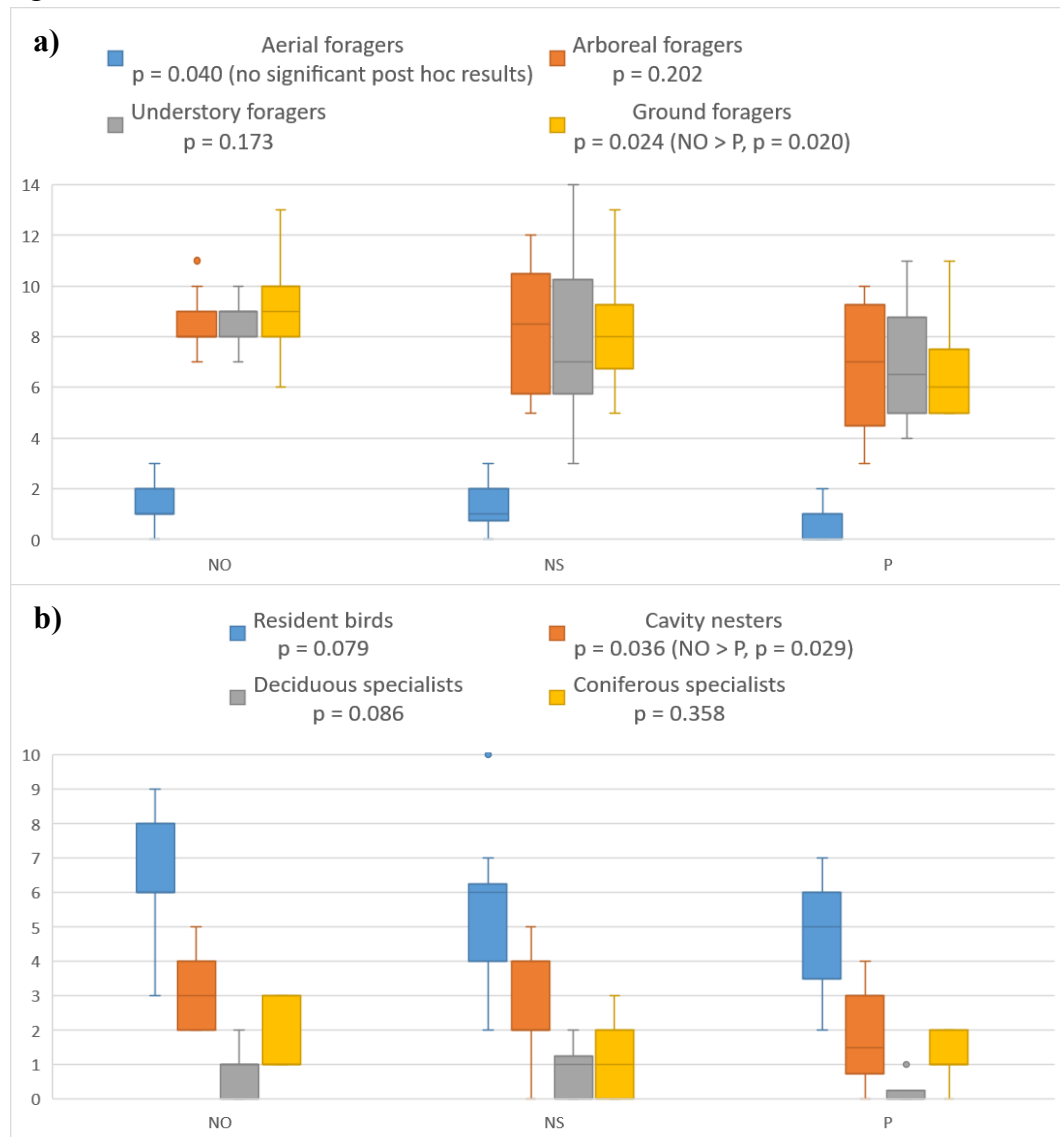 a)
Aerial foragers
p = 0.040 (no significant post hoc results)
Arboreal foragers
p = 0.202
Understory foragers
p = 0.173
Ground foragers
p = 0.024 (NO > P, p = 0.020)
14
12
10
8
6
4
2
0
NO NS P
b)
Resident birds
p = 0.079
Cavity nesters
p = 0.036 (NO > P, p = 0.029)
Deciduous specialists
p = 0.086
Coniferous specialists
p = 0.358
10
9
8
7
6
5
4
3
2
1
0
NO NS P